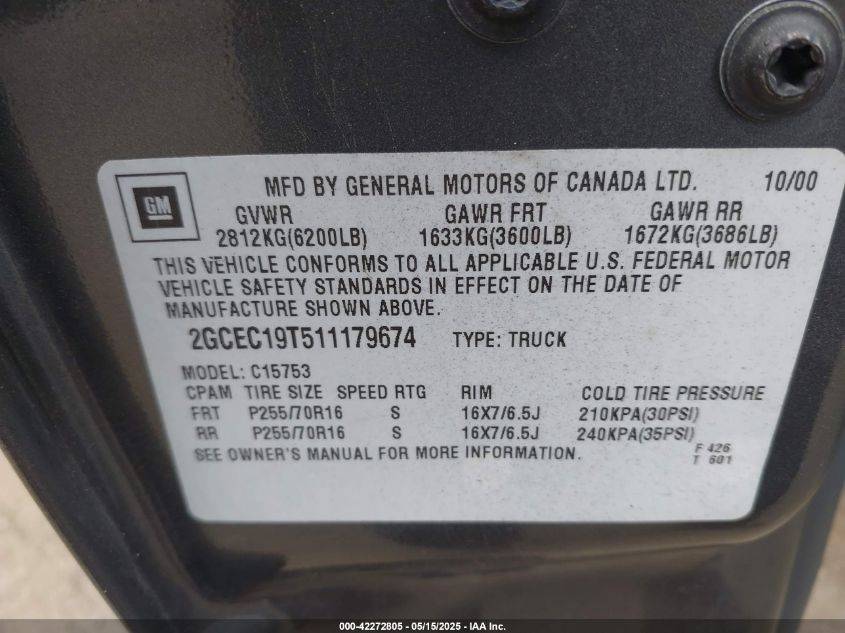 MFD BY GENERAL MOTORS OF CANADA LTD. 10/00
GM
GVWR GAWR FRT GAWR RR
2812KG(6200LB) 1633KG(3600LB) 1672KG(3686LB)
THIS VEHICLE CONFORMS TO ALL APPLICABLE U.S. FEDERAL MOTOR
VEHICLE SAFETY STANDARDS IN EFFECT ON THE DATE OF
MANUFACTURE SHOWN ABOVE.
2GCEC19T511179674 TYPE: TRUCK
MODEL: C15753
CPAM TIRE SIZE SPEED RTG RIM COLD TIRE PRESSURE
FRT P255/70R16 S 16X7/6.5J 210KPA(30PSI)
RR P255/70R16 S 16X7/6.5J 240KPA(35PSI)
SEE OWNER'S MANUAL FOR MORE INFORMATION. F 426
T 601
000-42272805 - 05/15/2025 - IAA Inc.